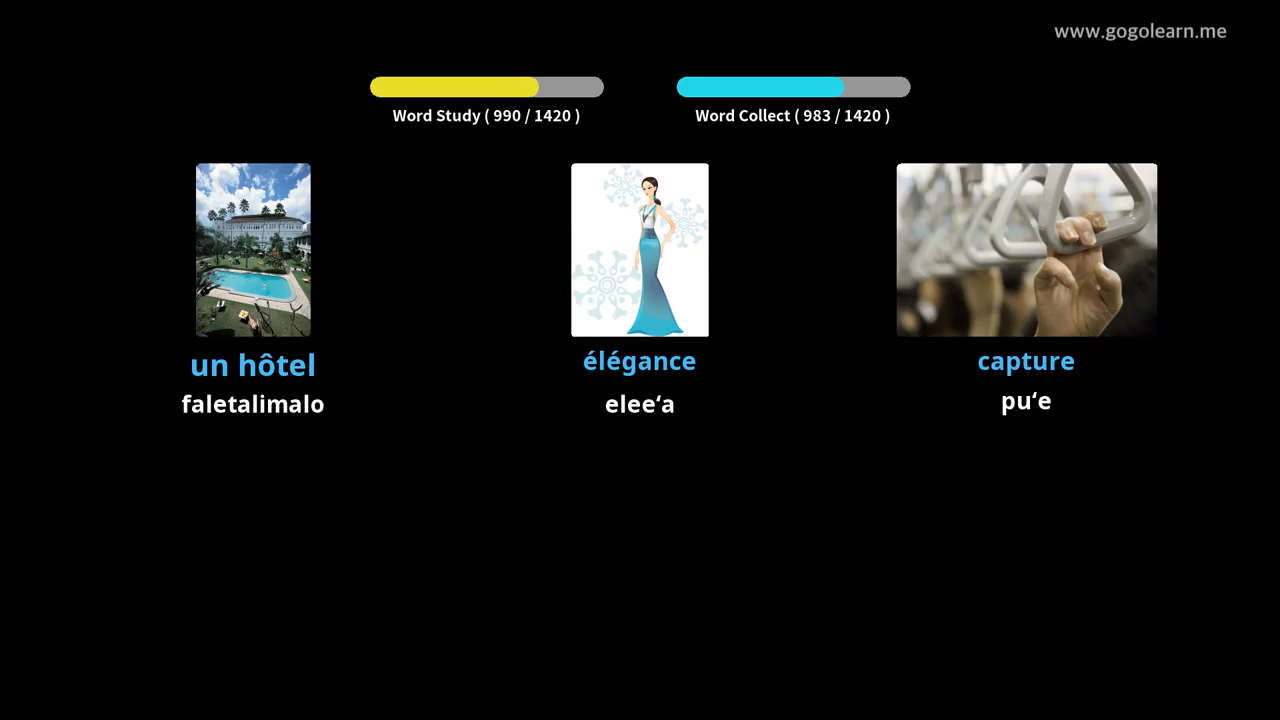 www.gogolearn.me
Word Study ( 990 / 1420 )
Word Collect ( 983 / 1420 )
un hôtel
faletalimalo
élégance
elee‘a
capture
pu‘e